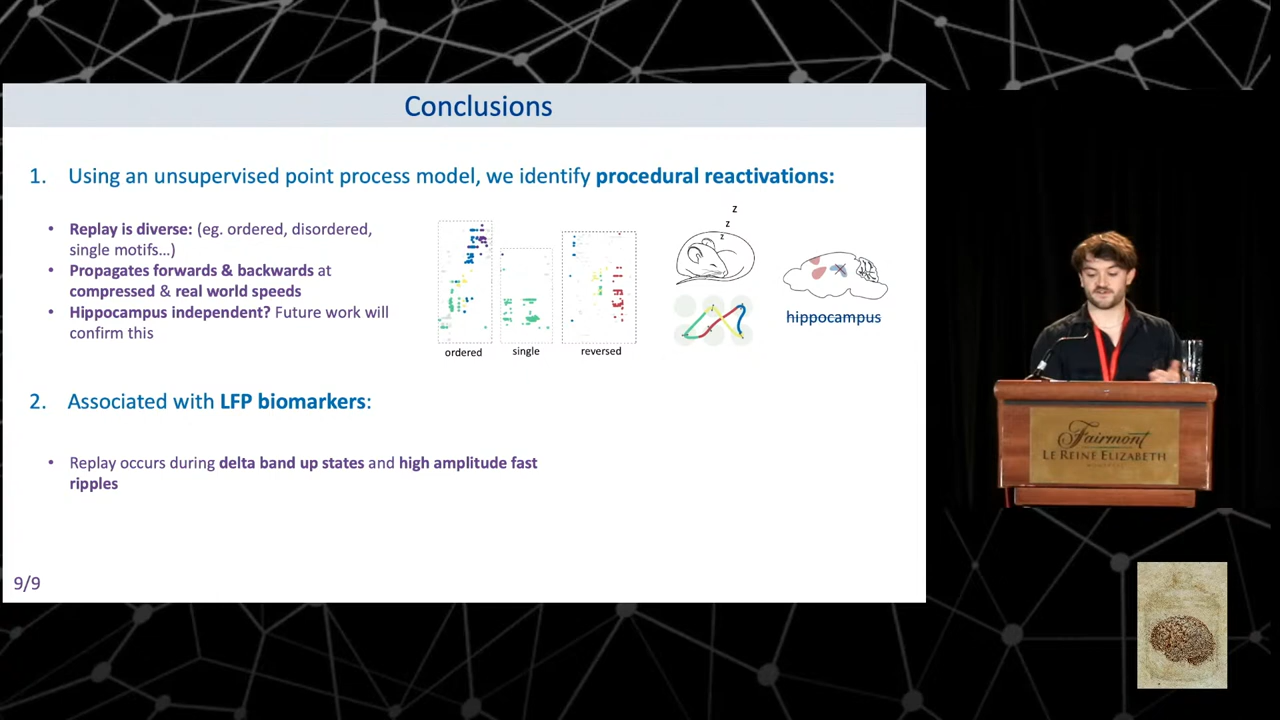 Conclusions
1. Using an unsupervised point process model, we identify procedural reactivations:
• Replay is diverse: (eg. ordered, disordered,
single motifs...)
• Propagates forwards & backwards at
compressed & real world speeds
• Hippocampus independent? Future work will
confirm this
z
z
z
ordered
single
reversed
hippocampus
2. Associated with LFP biomarkers:
• Replay occurs during delta band up states and high amplitude fast
ripples
9/9
Fairmont
LE REINE ELIZABETH